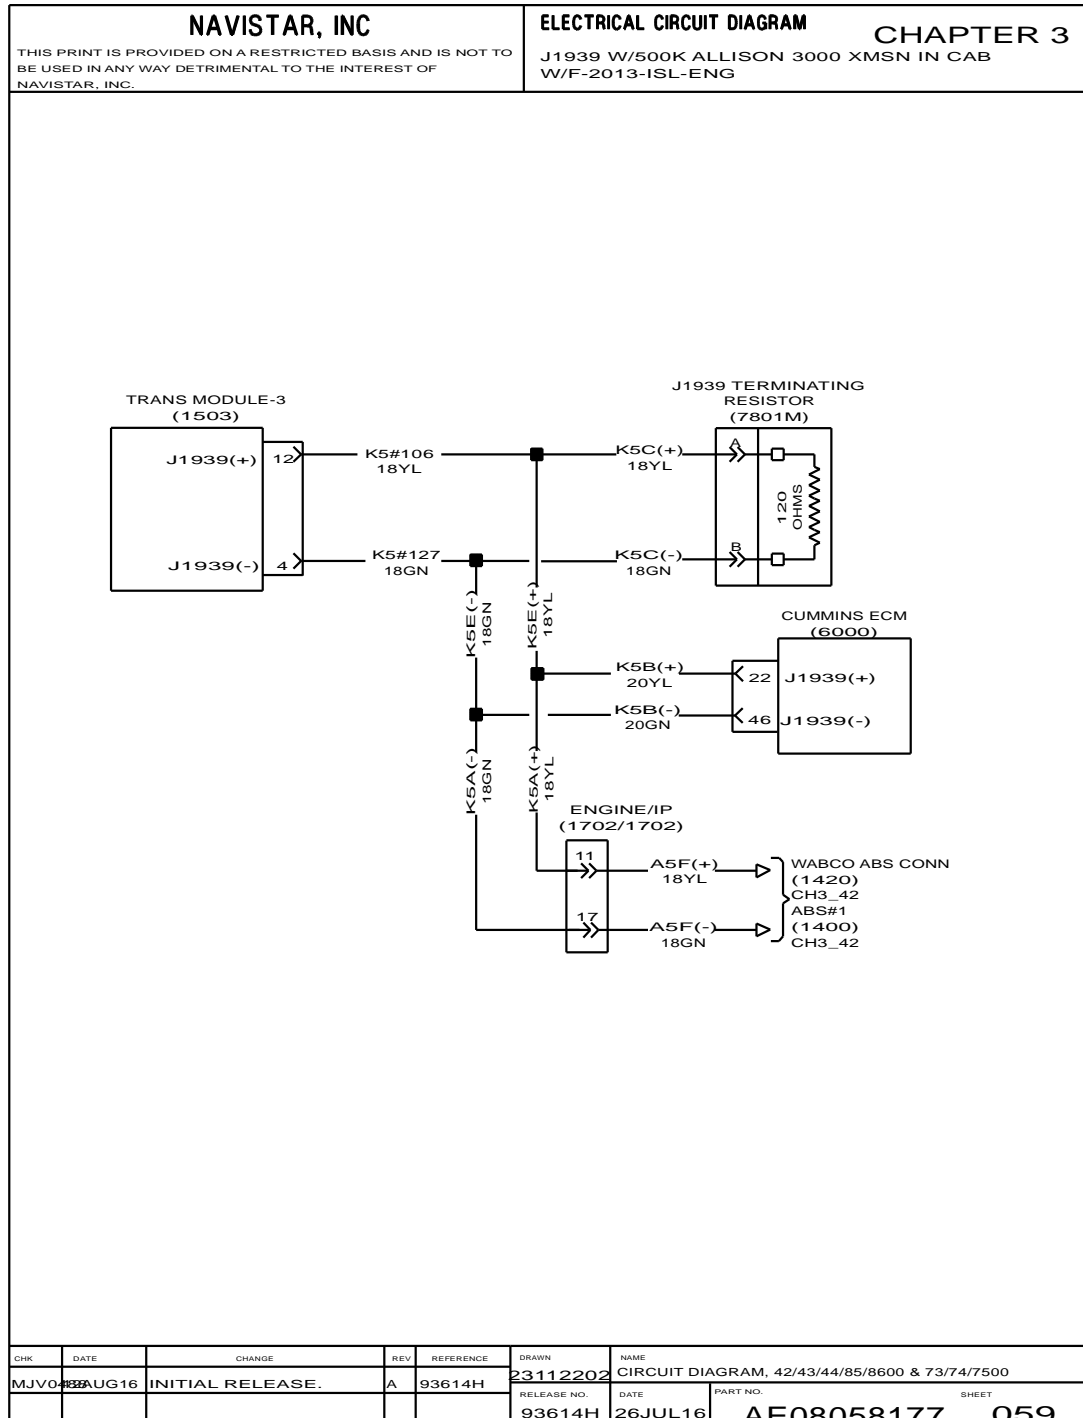 NAVISTAR, INC
THIS PRINT IS PROVIDED ON A RESTRICTED BASIS AND IS NOT TO
BE USED IN ANY WAY DETRIMENTAL TO THE INTEREST OF
NAVISTAR, INC.
ELECTRICAL CIRCUIT DIAGRAM
CHAPTER 3
J1939 W/500K ALLISON 3000 XMSN IN CAB
W/F-2013-ISL-ENG
TRANS MODULE-3
(1503)
J1939(+)
12
J1939(-)
4
K5#106
18YL
K5#127
18GN
K5C(+)
18YL
K5C(-)
18GN
J1939 TERMINATING
RESISTOR
(7801M)
A
B
120
OHMS
K5E(-)
18GN
K5E(+)
18YL
CUMMINS ECM
(6000)
K5B(+)
20YL
22
J1939(+)
K5B(-)
20GN
46
J1939(-)
K5A(-)
18GN
K5A(+)
18YL
ENGINE/IP
(1702/1702)
11
17
A5F(+)
18YL
A5F(-)
18GN
WABCO ABS CONN
(1420)
CH3_42
ABS#1
(1400)
CH3_42
CHK
DATE
CHANGE
REV
REFERENCE
INITIAL RELEASE.
A
93614H
DRAWN
23112202
NAME
CIRCUIT DIAGRAM, 42/43/44/85/8600 & 73/74/7500
RELEASE NO.
93614H
DATE
26JUL16
PART NO.
AE08058177
SHEET
059